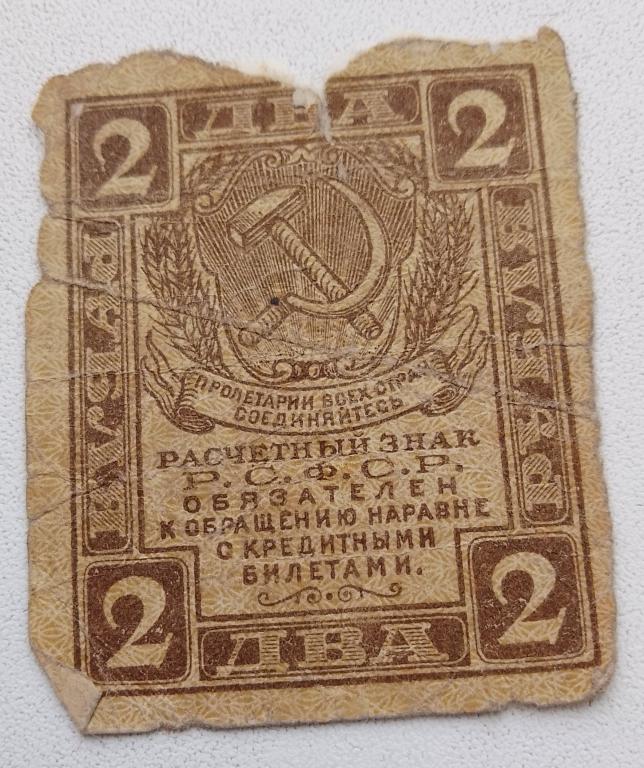 2 ДВА 2
РУБЛЯ
РУБЛЯ
ПРОЛЕТАРИИ ВСЕХ СТРАН
СОЕДИНЯЙТЕСЬ
РАСЧЕТНЫЙ ЗНАК
Р. С. Ф. С. Р.
ОБЯЗАТЕЛЕН
К ОБРАЩЕНИЮ НАРАВНЕ
С КРЕДИТНЫМИ
БИЛЕТАМИ.
2 ДВА 2